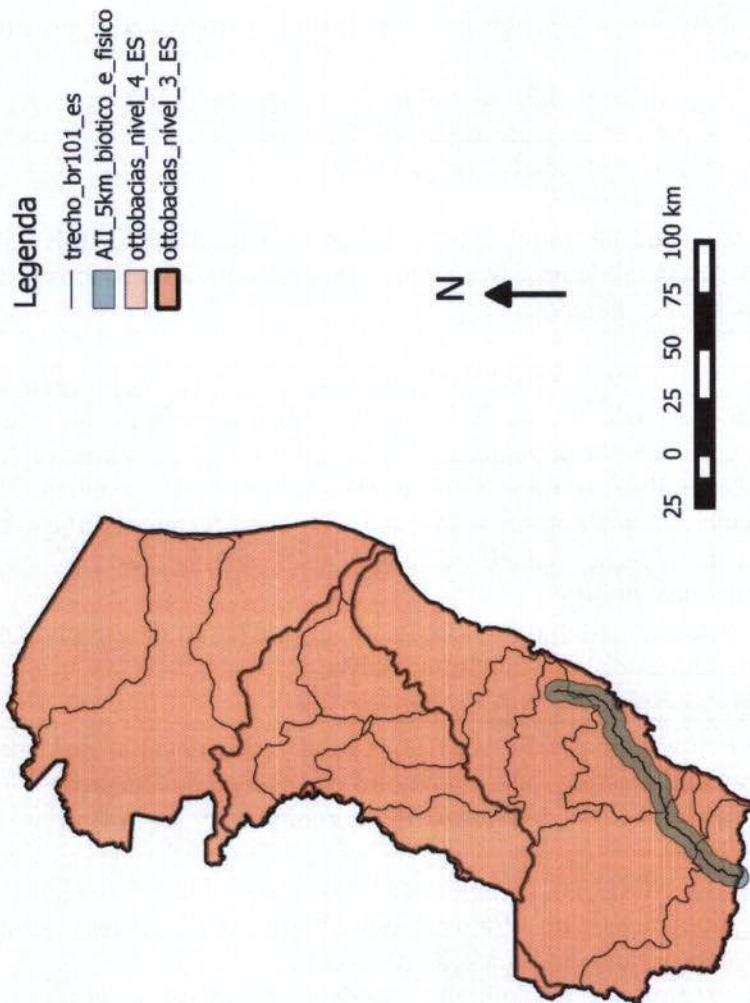 Legenda
trecho_br101_es
AII_5km_biotico_e_fisico
ottobacias_nivel_4_ES
ottobacias_nivel_3_ES
N
25 0 25 50 75 100 km